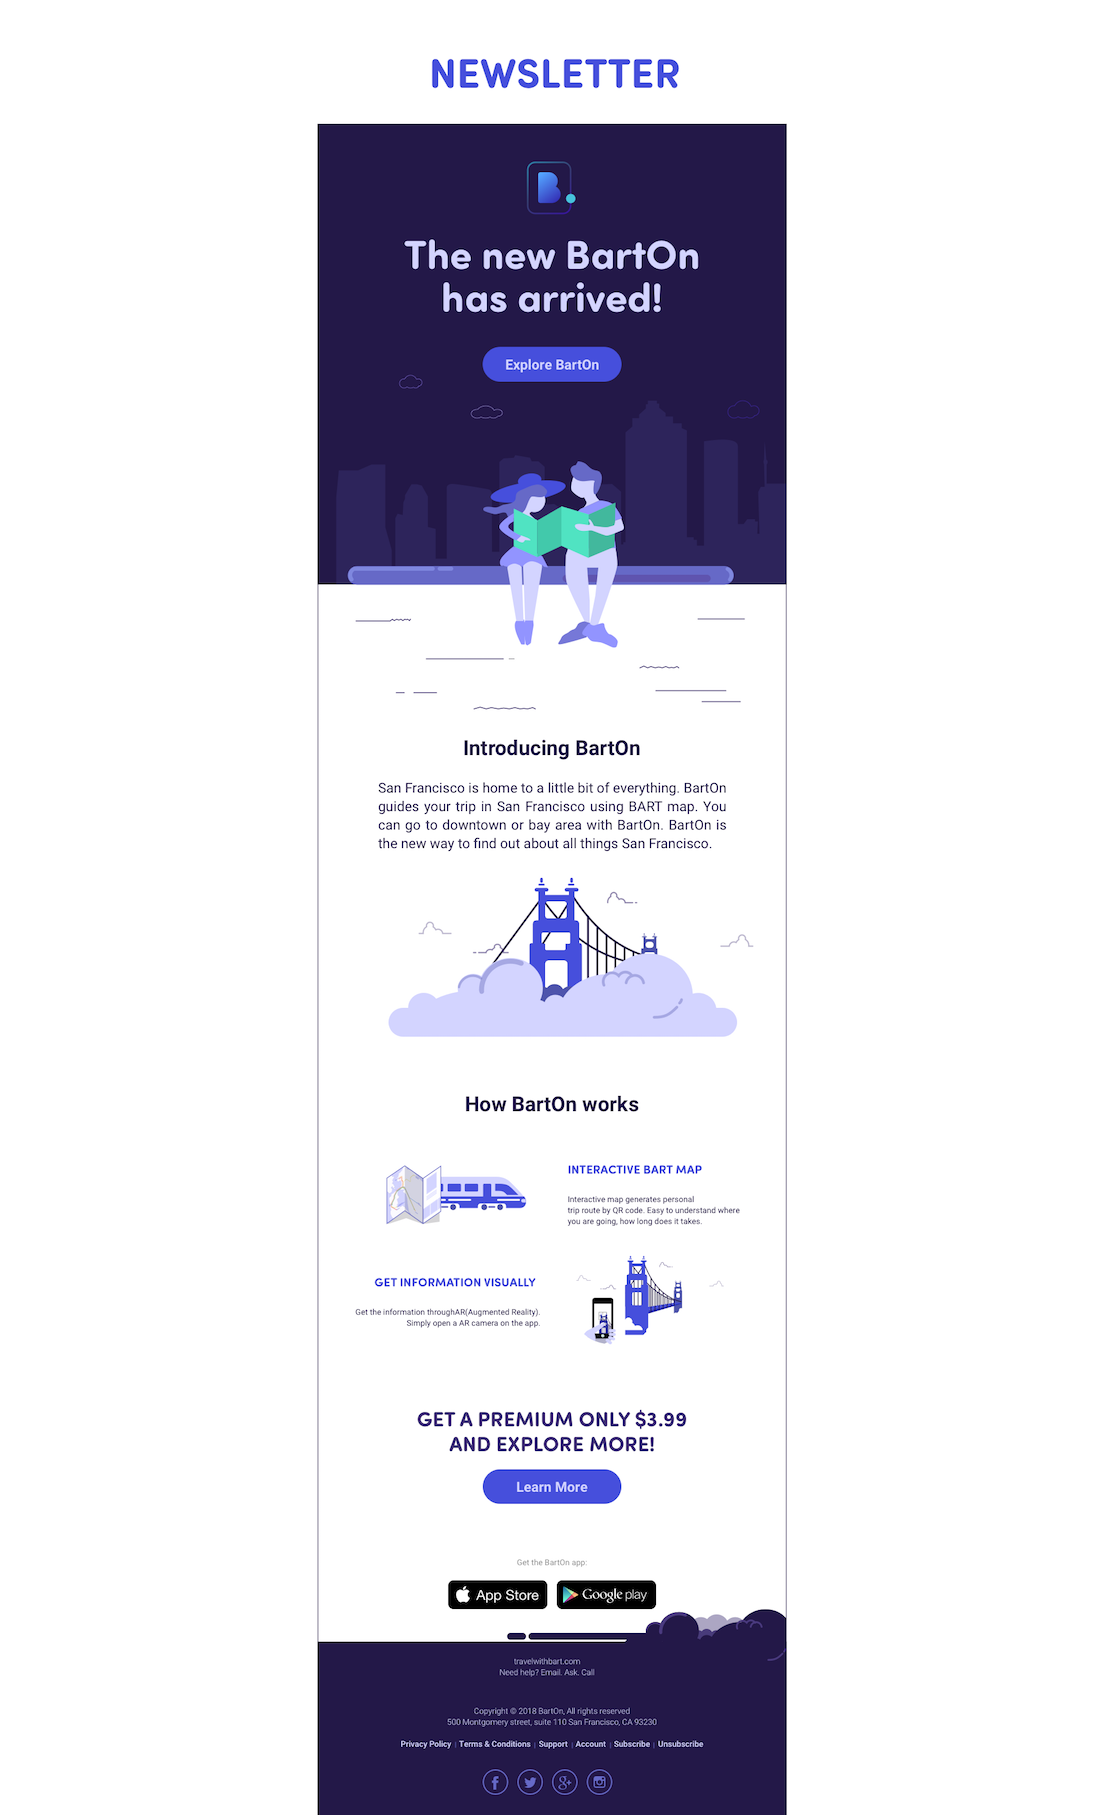 NEWSLETTER
B.
The new BartOn
has arrived!
Explore BartOn
Introducing BartOn
San Francisco is home to a little bit of everything. BartOn
guides your trip in San Francisco using BART map. You
can go to downtown or bay area with BartOn. BartOn is
the new way to find out about all things San Francisco.
How BartOn works
INTERACTIVE BART MAP
Interactive map generates personal
trip route by QR code. Easy to understand where
you are going, how long does it takes.
GET INFORMATION VISUALLY
Get the information throughAR(Augmented Reality).
Simply open a AR camera on the app.
GET A PREMIUM ONLY $3.99
AND EXPLORE MORE!
Learn More
Get the BartOn app:
App Store
Google play
travelwithbart.com
Need help? Email. Ask. Call
Copyright © 2018 BartOn, All rights reserved
500 Montgomery street, suite 110 San Francisco, CA 93230
Privacy Policy | Terms & Conditions | Support | Account | Subscribe | Unsubscribe